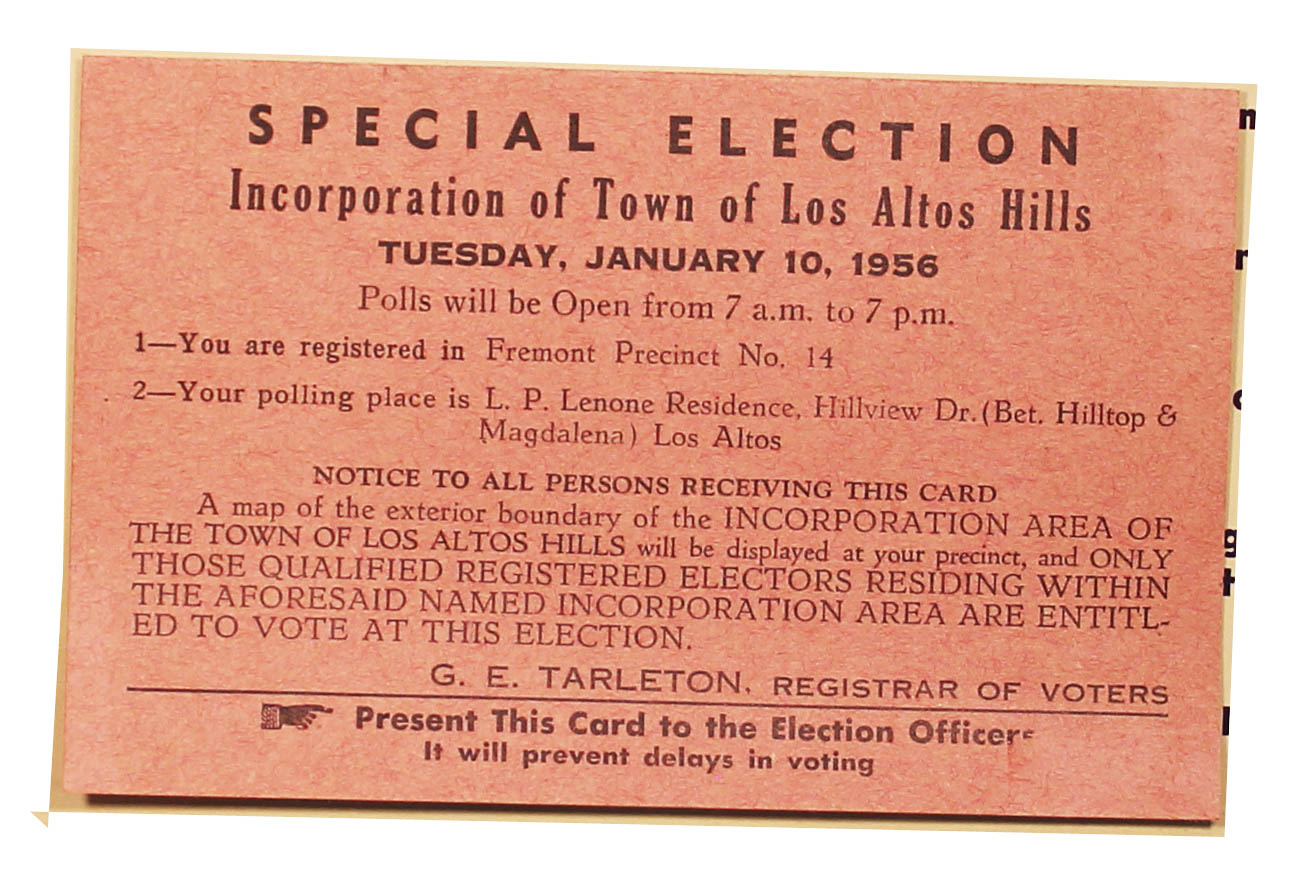 SPECIAL ELECTION
Incorporation of Town of Los Altos Hills
TUESDAY, JANUARY 10, 1956
Polls will be Open from 7 a.m. to 7 p.m.
1—You are registered in Fremont Precinct No. 14
2—Your polling place is L. P. Lenone Residence, Hillview Dr. (Bet. Hilltop &
Magdalena) Los Altos
NOTICE TO ALL PERSONS RECEIVING THIS CARD
A map of the exterior boundary of the INCORPORATION AREA OF
THE TOWN OF LOS ALTOS HILLS will be displayed at your precinct, and ONLY
THOSE QUALIFIED REGISTERED ELECTORS RESIDING WITHIN
THE AFORESAID NAMED INCORPORATION AREA ARE ENTITL-
ED TO VOTE AT THIS ELECTION.
G. E. TARLETON, REGISTRAR OF VOTERS
Present This Card to the Election Officers
It will prevent delays in voting